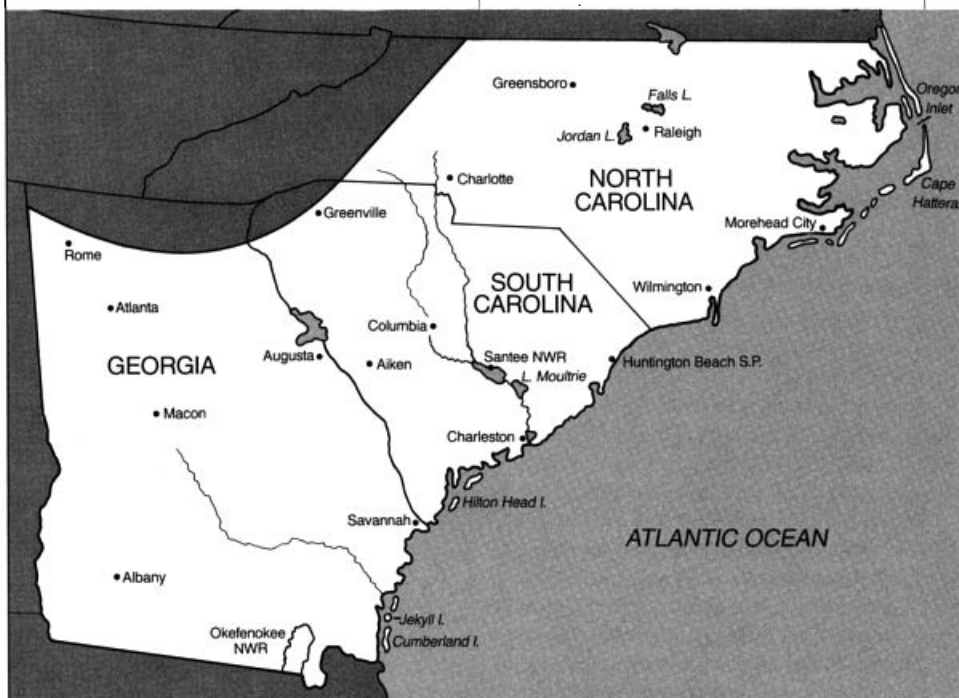 Greensboro
Falls L.
Jordan L.
Raleigh
Oregon
Inlet
Charlotte
NORTH
CAROLINA
Cape
Hatteras
Greenville
Morehead City
Rome
SOUTH
CAROLINA
Wilmington
Atlanta
Columbia
GEORGIA
Augusta
Aiken
Santee NWR
L. Moultrie
Huntington Beach S.P.
Macon
Charleston
Hilton Head I.
Savannah
ATLANTIC OCEAN
Albany
Jekyll I.
Okefenokee
NWR
Cumberland I.